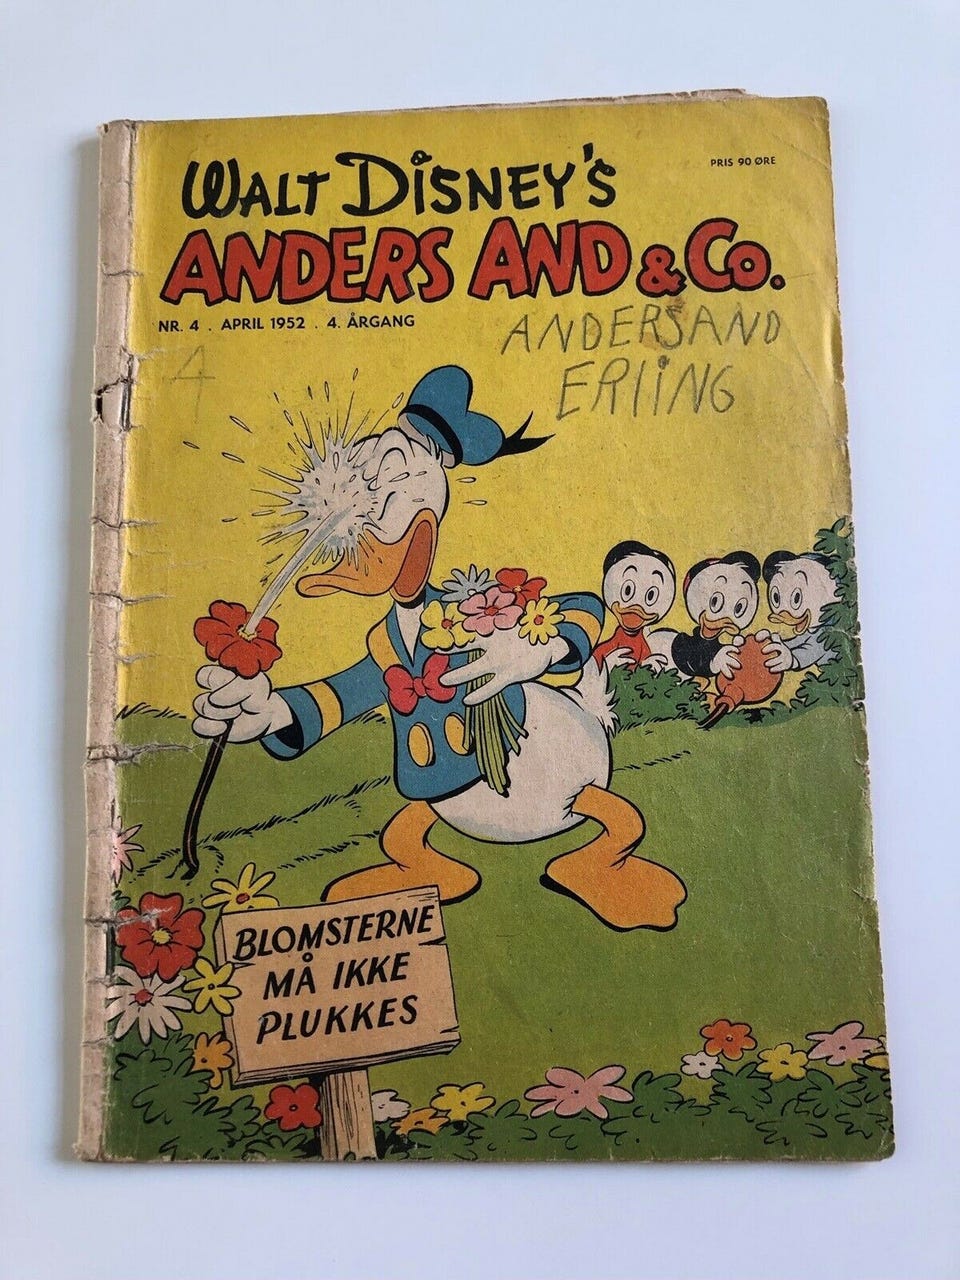 WALT DISNEY'S
PRIS 90 ØRE
ANDERS AND & CO.
NR. 4 . APRIL 1952 . 4. ÅRGANG
ANDERSAND
ERLiNG
4
BLOMSTERNE
MÅ IKKE
PLUKKES